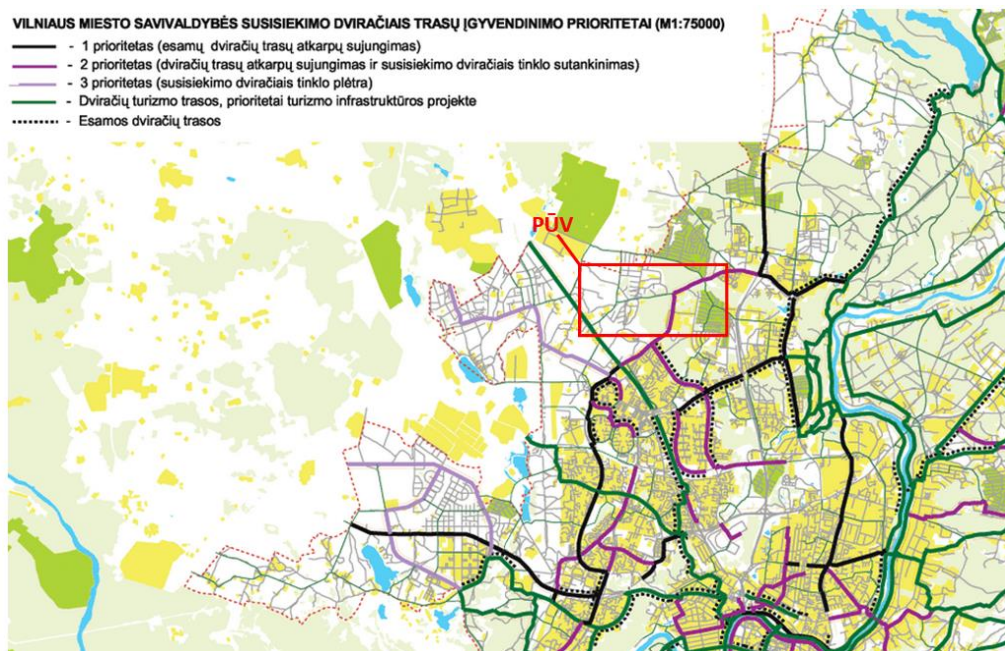 VILNIAUS MIESTO SAVIVALDYBĖS SUSISIEKIMO DVIRAČIAIS TRASŲ ĮGYVENDINIMO PRIORITETAI (M1:75000)
- 1 prioritetas (esamų dviračių trasų atkarpų sujungimas)
- 2 prioritetas (dviračių trasų atkarpų sujungimas ir susisiekimo dviračiais tinklo sutankinimas)
- 3 prioritetas (susisiekimo dviračiais tinklo plėtra)
- Dviračių turizmo trasos, prioritetai turizmo infrastruktūros projekte
- Esamos dviračių trasos
PŪV